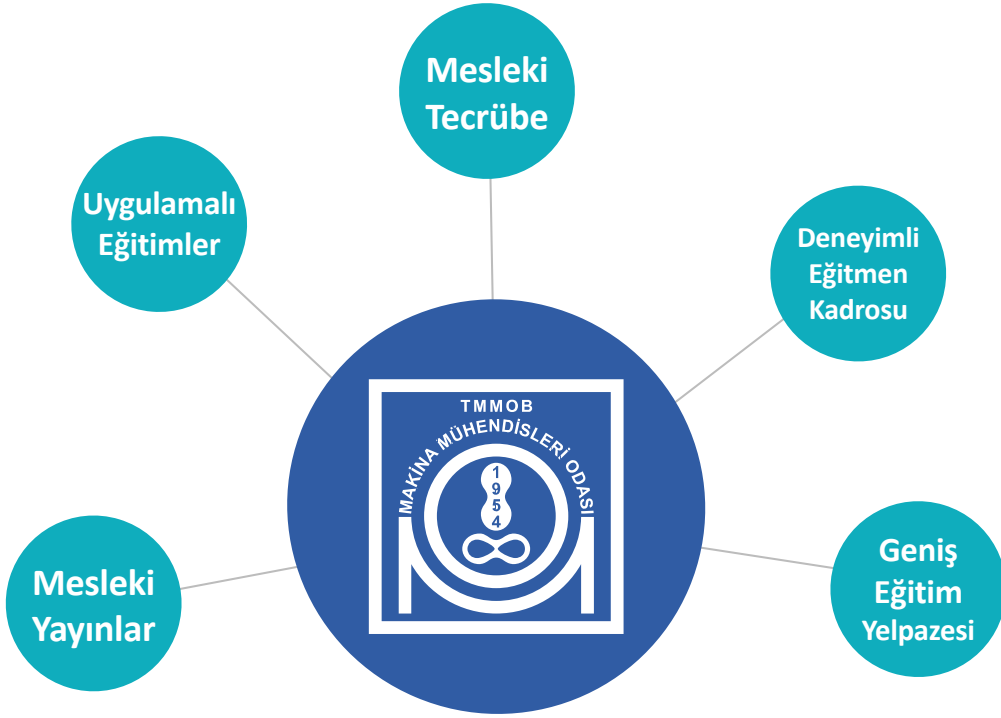 Mesleki
Tecrübe
Uygulamalı
Eğitimler
Deneyimli
Eğitmen
Kadrosu
TMMOB
MAKİNA MÜHENDİSLERİ ODASI
1
9
5
4
Mesleki
Yayınlar
Geniş
Eğitim
Yelpazesi